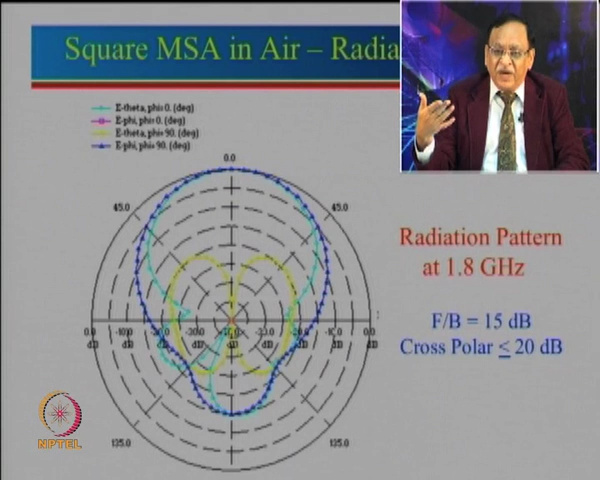 Square MSA in Air – Radia
E-theta, phi=0. (deg)
E-phi, phi=0. (deg)
E-theta, phi=90. (deg)
E-phi, phi=90. (deg)
0.0
45.0
45.0
Radiation Pattern
at 1.8 GHz
F/B = 15 dB
Cross Polar ≤ 20 dB
135.0
135.0
NPTEL